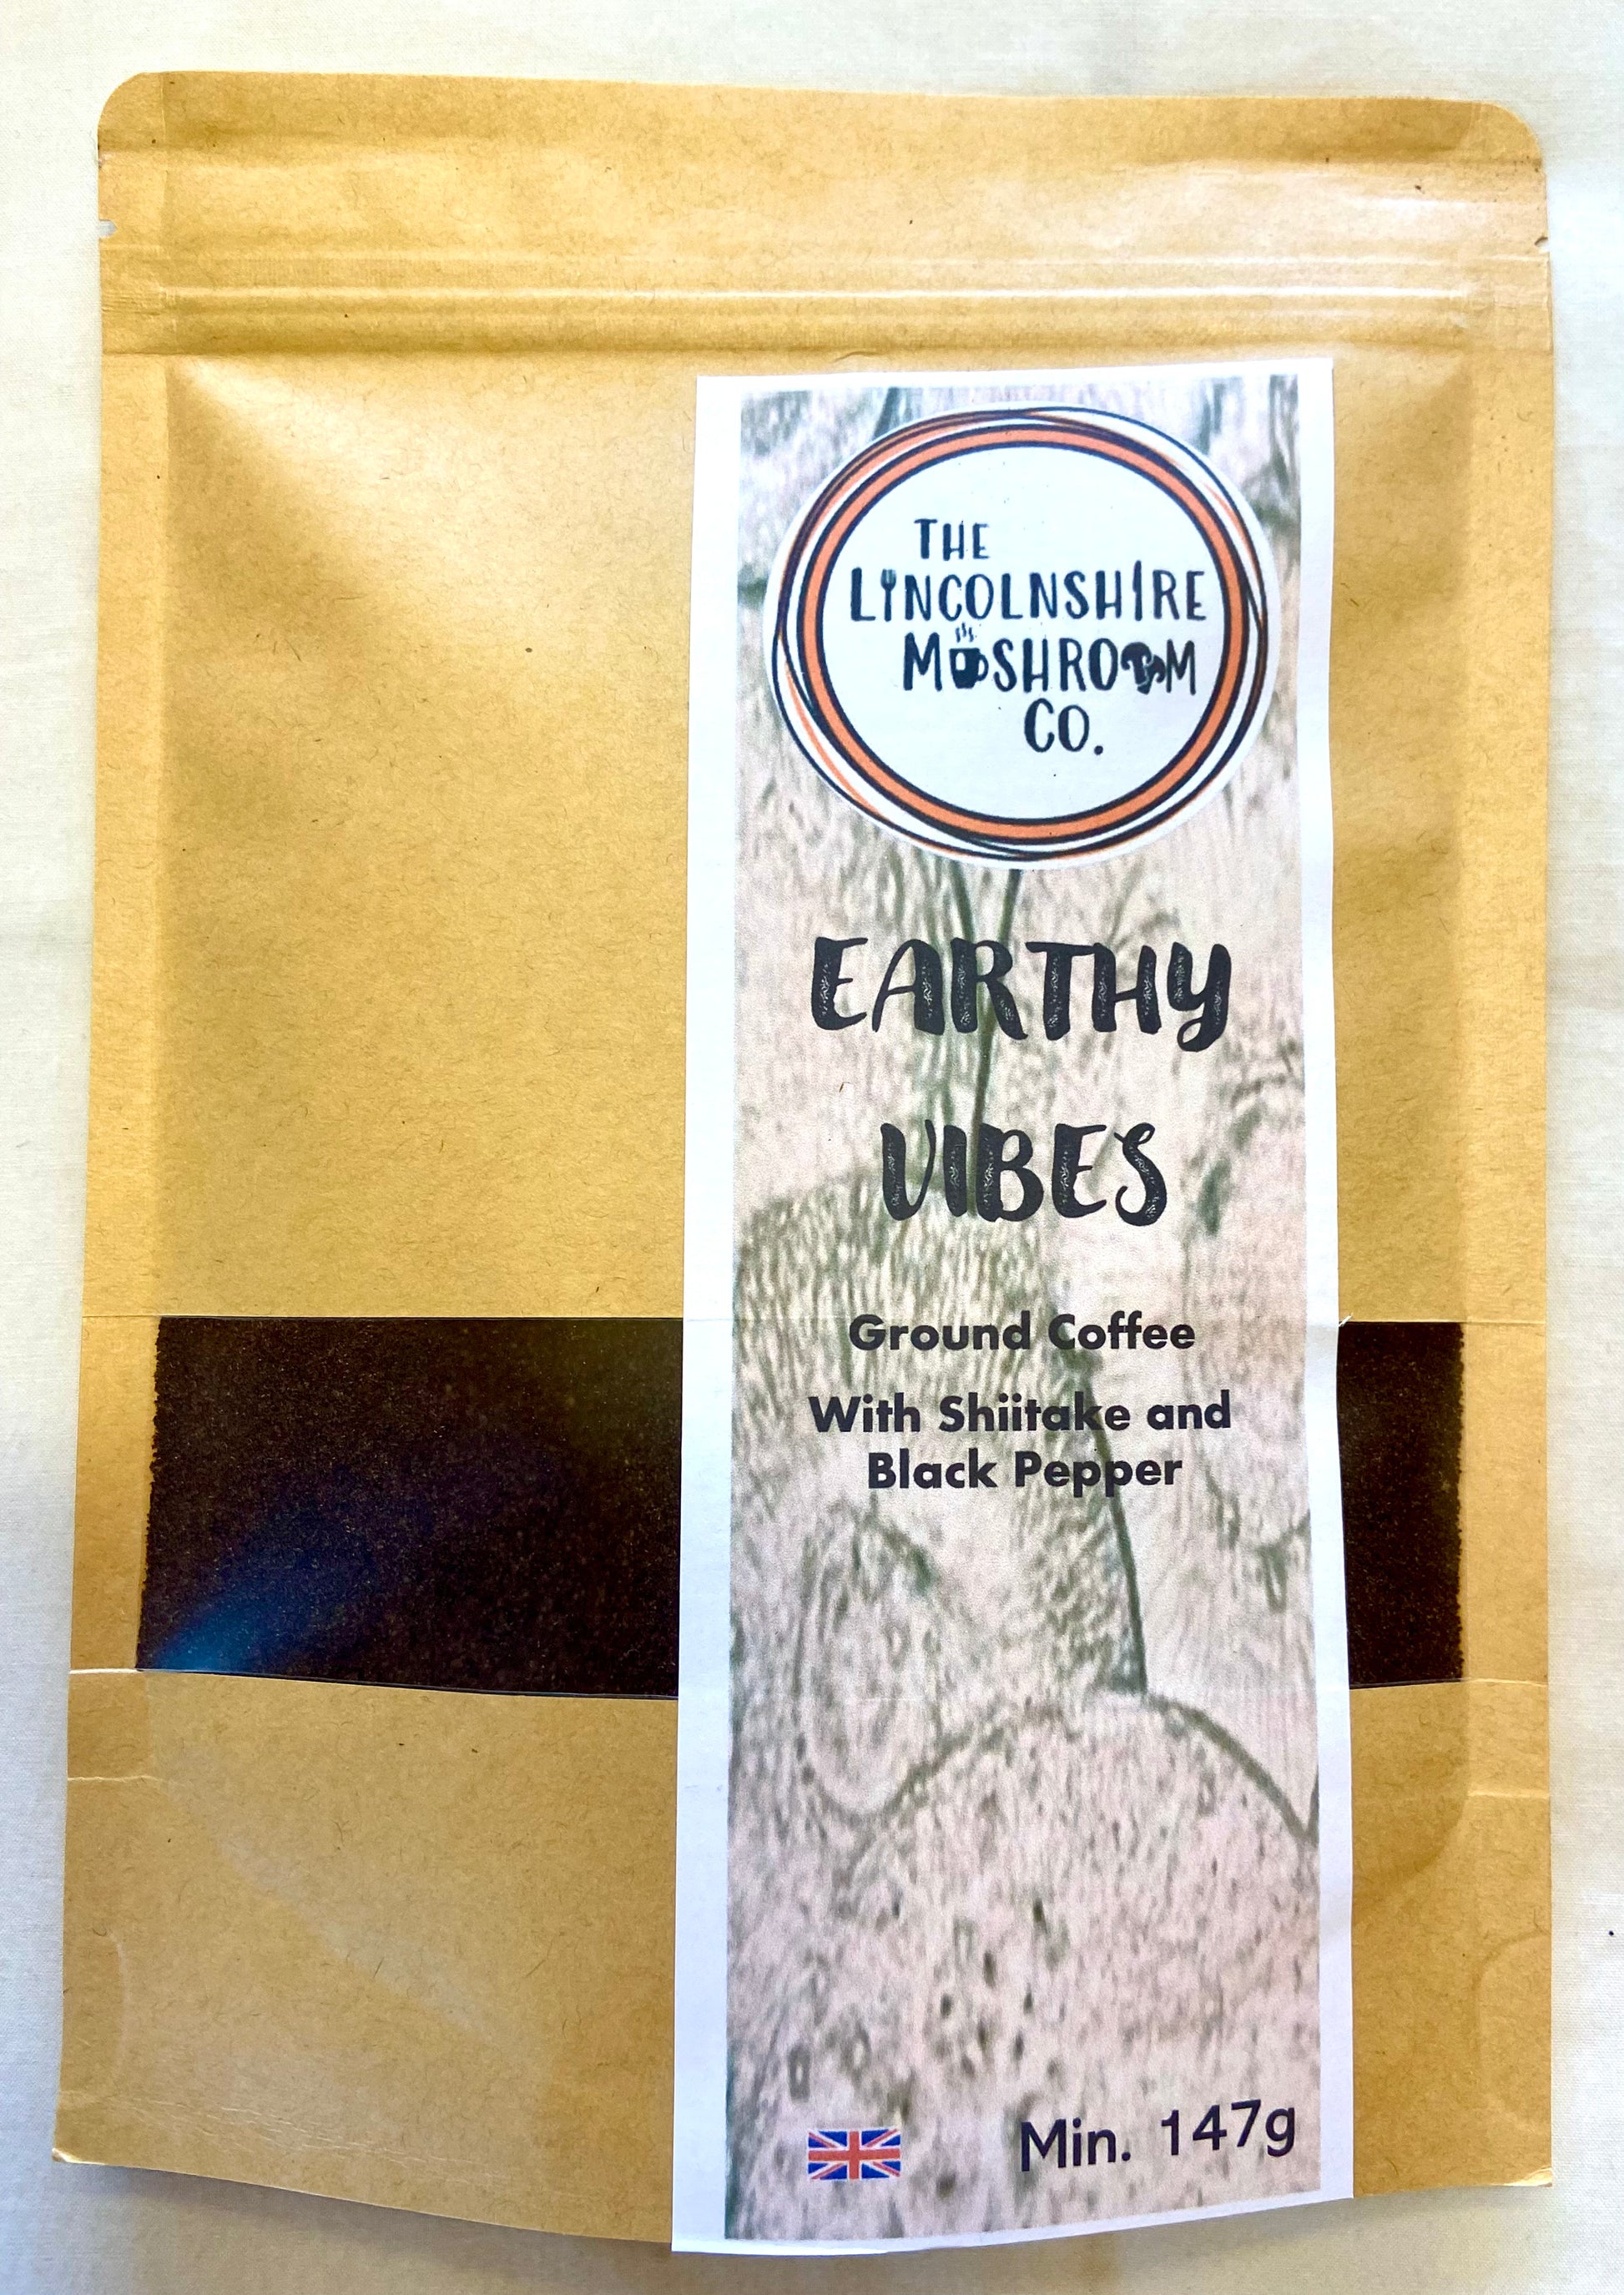 THE
LINCOLNSHIRE
MUSHROOM
CO.
EARTHY
VIBES
Ground Coffee
With Shiitake and
Black Pepper
Min. 147g